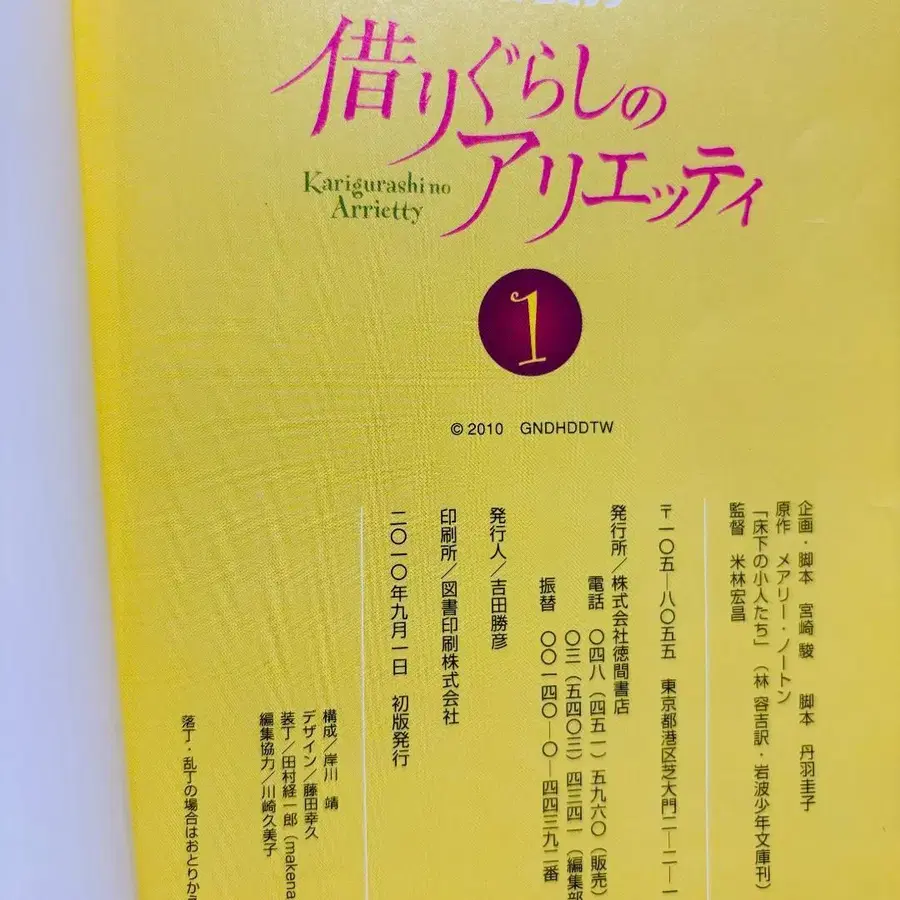 借りぐらしの
アリエッティ
Karigurashi no
Arrietty
1
© 2010 GNDHDDTW
企画・脚本 宮崎 駿 脚本 丹羽圭子
原作 メアリー・ノートン
「床下の小人たち」（林 容吉訳・岩波少年文庫刊）
監督 米林宏昌
〒一〇五―八〇五五 東京都港区芝大門二―二―一
発行所／株式会社徳間書店
電話 〇四八（四五一）五九六〇（販売）
〇三（五四〇三）四三四一（編集部
振替 〇〇一四〇―〇―四四三九二番
発行人／吉田勝彦
印刷所／図書印刷株式会社
二〇一〇年九月一日 初版発行
構成／岸川 靖
デザイン／藤田幸久
装丁／田村経一郎（makena
編集協力／川崎久美子
落丁・乱丁の場合はおとりか